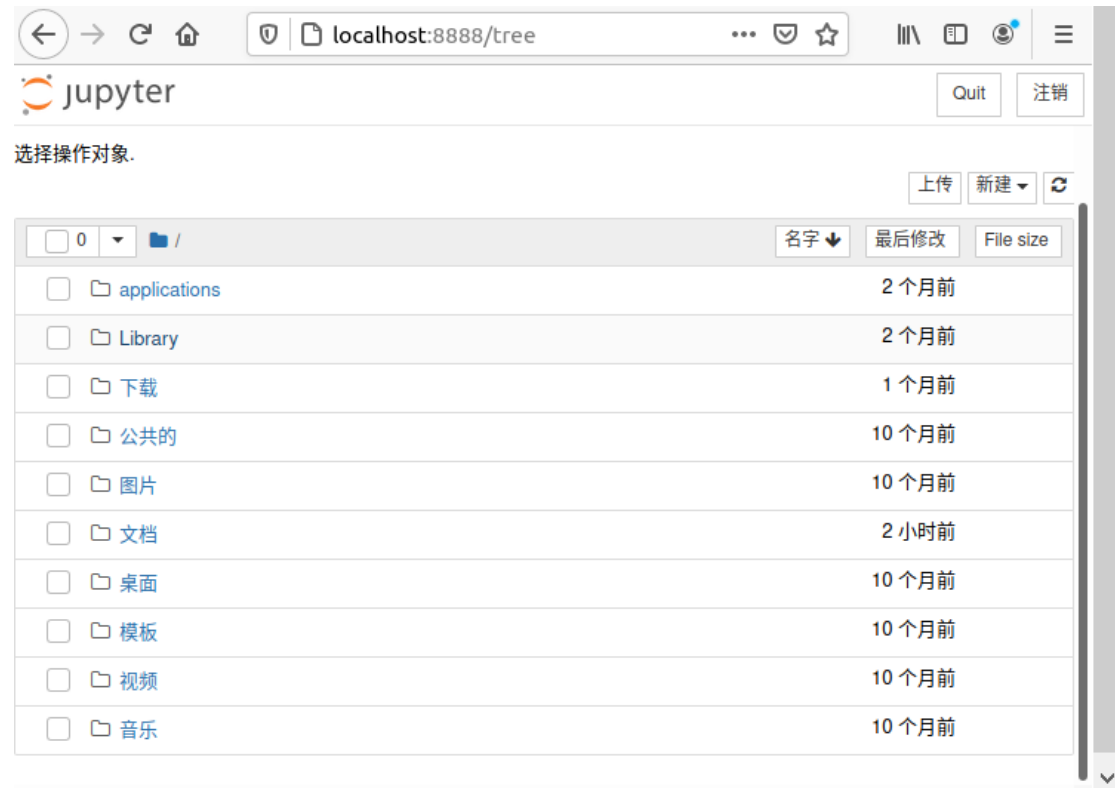 localhost:8888/tree
jupyter
Quit 注销
选择操作对象.
上传 新建
0 / 名字 最后修改 File size
applications 2 个月前
Library 2 个月前
下载 1 个月前
公共的 10 个月前
图片 10 个月前
文档 2 小时前
桌面 10 个月前
模板 10 个月前
视频 10 个月前
音乐 10 个月前